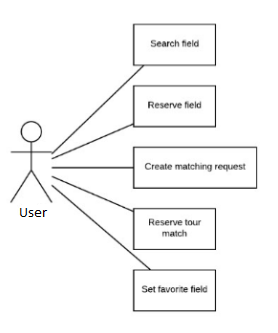 Search field
Reserve field
Create matching request
User
Reserve tour
match
Set favorite field